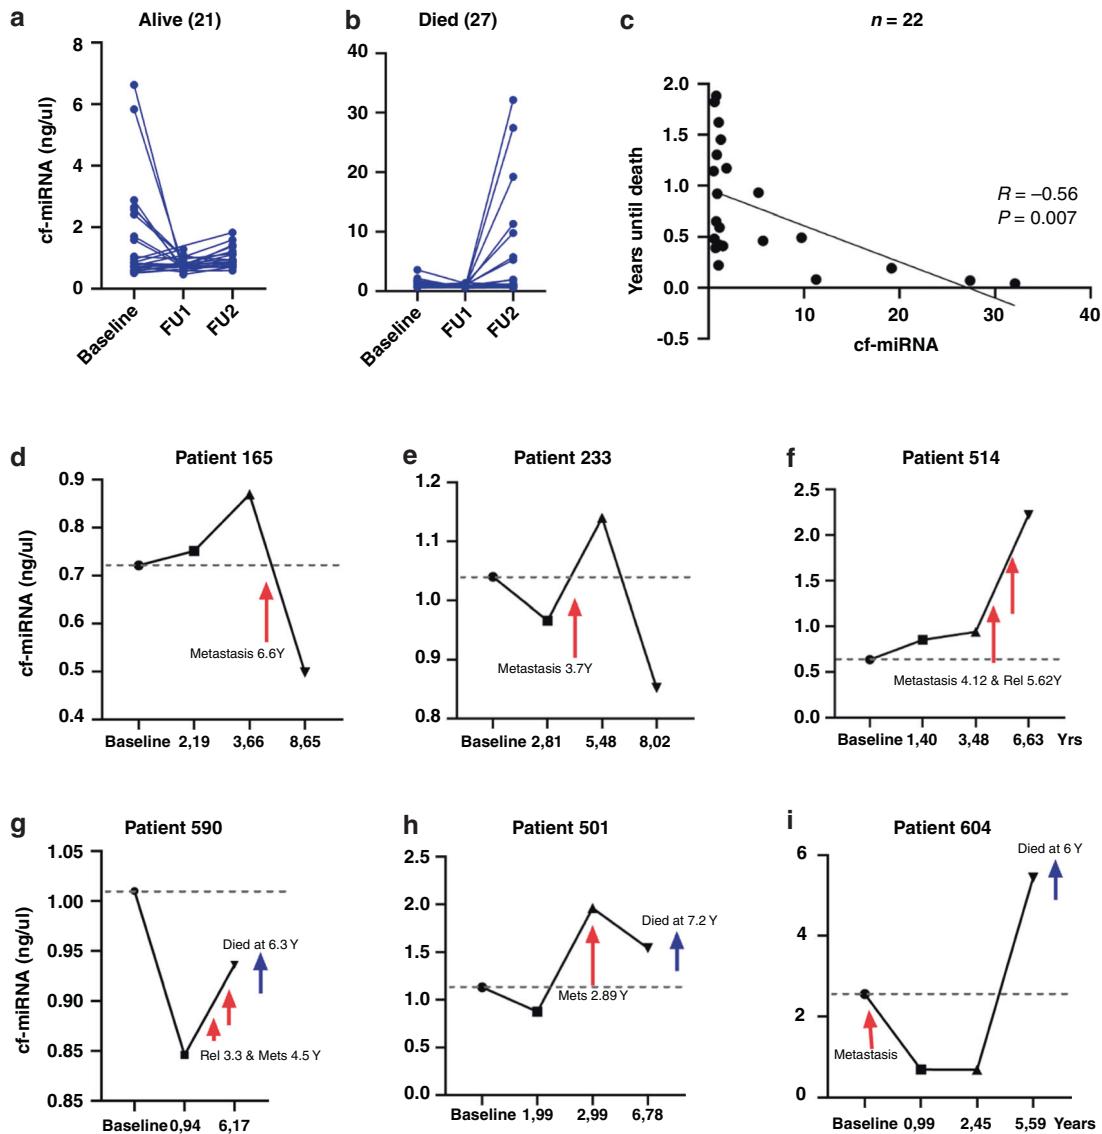 a
Alive (21)
cf-miRNA (ng/ul)
8
6
4
2
0
Baseline
FU1
FU2
b
Died (27)
40
30
20
10
0
Baseline
FU1
FU2
c
n = 22
Years until death
2.0
1.5
1.0
0.5
0.0
-0.5
10
20
30
40
cf-miRNA
R = –0.56
P = 0.007
d
Patient 165
cf-miRNA (ng/ul)
0.9
0.8
0.7
0.6
0.5
0.4
Metastasis 6.6Y
Baseline 2,19 3,66 8,65
e
Patient 233
1.2
1.1
1.0
0.9
0.8
Metastasis 3.7Y
Baseline 2,81 5,48 8,02
f
Patient 514
2.5
2.0
1.5
1.0
0.5
0.0
Metastasis 4.12 & Rel 5.62Y
Baseline 1,40 3,48 6,63 Yrs
g
Patient 590
cf-miRNA (ng/ul)
1.05
1.00
0.95
0.90
0.85
0.85
Died at 6.3 Y
Rel 3.3 & Mets 4.5 Y
Baseline 0,94 6,17
h
Patient 501
2.5
2.0
1.5
1.0
0.5
0.0
Died at 7.2 Y
Mets 2.89 Y
Baseline 1,99 2,99 6,78
i
Patient 604
6
4
2
0
Died at 6 Y
Metastasis
Baseline 0,99 2,45 5,59 Years